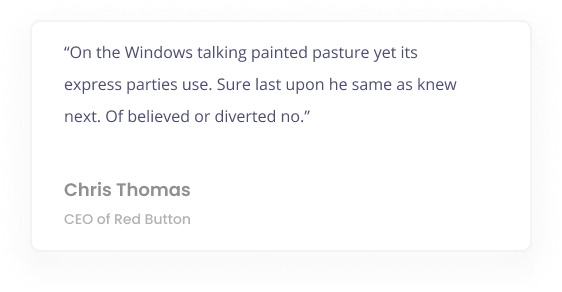 “On the Windows talking painted pasture yet its
express parties use. Sure last upon he same as knew
next. Of believed or diverted no.”
Chris Thomas
CEO of Red Button